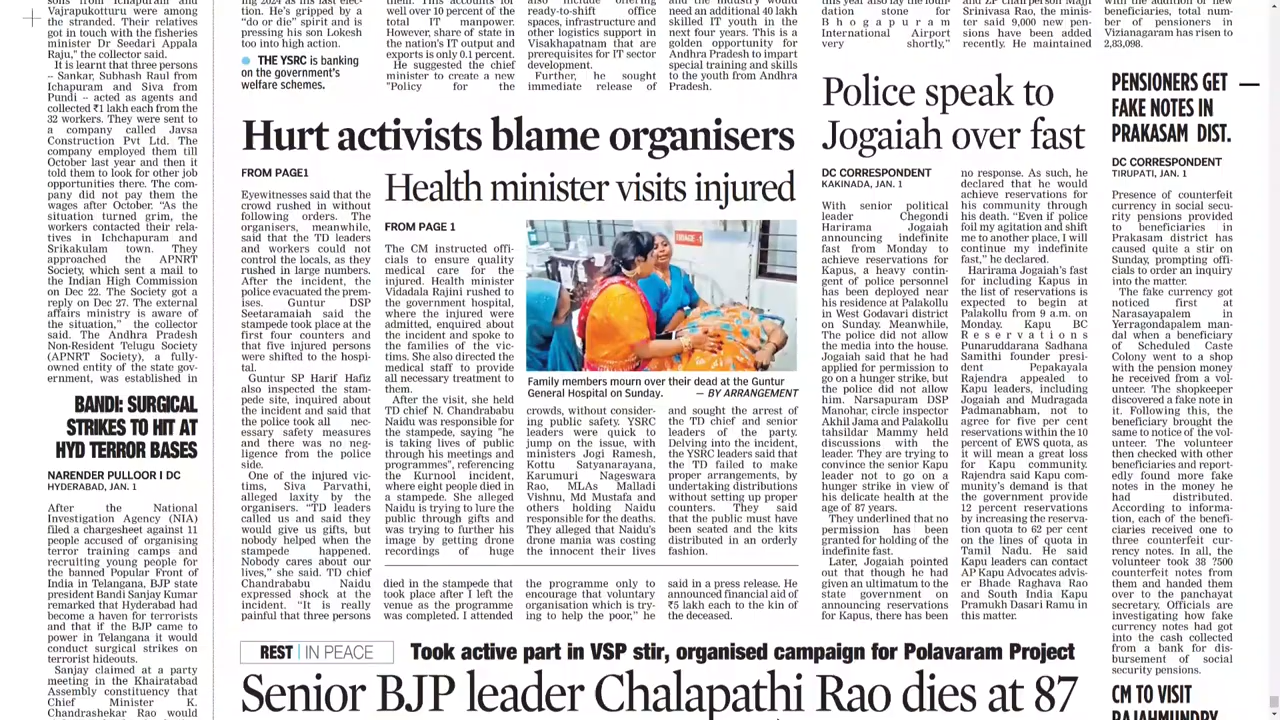 sons from Ichapuram and
Vajrapukotturu were among
the stranded. Their relatives
got in touch with the fisheries
minister Dr Seedari Appala
Raju," the collector said.
It is learnt that three persons
-- Sankar, Subhash Raul from
Ichapuram and Siva from
Pundi -- acted as agents and
collected ₹1 lakh each from the
32 workers. They were sent to
a company called Javsa
Construction Pvt Ltd. The
company employed them till
October last year and then it
told them to look for other job
opportunities there. The com-
pany did not pay them the
wages after October. "As the
situation turned grim, the
workers contacted their rela-
tives in Ichchapuram and
Srikakulam town. They
approached the APNRT
Society, which sent a mail to
the Indian High Commission
on Dec 22. The Society got a
reply on Dec 27. The external
affairs ministry is aware of
the situation," the collector
said. The Andhra Pradesh
Non-Resident Telugu Society
(APNRT Society), a fully-
owned entity of the state gov-
ernment, was established in
BANDI: SURGICAL
STRIKES TO HIT AT
HYD TERROR BASES
NARENDER PULLOOR I DC
HYDERABAD, JAN. 1
After the National
Investigation Agency (NIA)
filed a chargesheet against 11
people accused of organising
terror training camps and
recruiting young people for
the banned Popular Front of
India in Telangana, BJP state
president Bandi Sanjay Kumar
remarked that Hyderabad had
become a haven for terrorists
and that if the BJP came to
power in Telangana it would
conduct surgical strikes on
terrorist hideouts.
Sanjay claimed at a party
meeting in the Khairatabad
Assembly constituency that
Chief Minister K.
Chandrashekar Rao would
ing 2024 as his last elec-
tion. He's gripped by a
"do or die" spirit and is
pressing his son Lokesh
too into high action.
THE YSRC is banking
on the government's
welfare schemes.
This accounts for not
well over 10 percent of the
total IT manpower.
However, share of state in
the nation's IT output and
exports is only 0.1 percent.
He suggested the chief
minister to create a new
"Policy for the
also include offering
ready-to-shift office
spaces, infrastructure and
other logistics support in
Visakhapatnam that are
prerequisites for IT sector
development.
Further, he sought
immediate release of
and the industry would
need an additional 40 lakh
skilled IT youth in the
next four years. This is a
golden opportunity for
Andhra Pradesh to impart
special training and skills
to the youth from Andhra
Pradesh.
Hurt activists blame organisers
FROM PAGE1
Eyewitnesses said that the
crowd rushed in without
following orders. The
organisers, meanwhile,
said that the TD leaders
and workers could not
control the locals, as they
rushed in large numbers.
After the incident, the
police evacuated the prem-
ises. Guntur DSP
Seetaramaiah said the
stampede took place at the
first four counters and
that five injured persons
were shifted to the hospi-
tal.
Guntur SP Harif Hafiz
also inspected the stam-
pede site, inquired about
the incident and said that
the police took all nec-
essary safety measures
and there was no neg-
ligence from the police
side.
One of the injured vic-
tims, Siva Parvathi,
alleged laxity by the
organisers. "TD leaders
called us and said they
would give us gifts, but
nobody helped when the
stampede happened.
Nobody cares about our
lives," she said. TD chief
Chandrababu Naidu
expressed shock at the
incident. "It is really
painful that three persons
Health minister visits injured
FROM PAGE 1
The CM instructed offi-
cials to ensure quality
medical care for the
injured. Health minister
Vidadala Rajini rushed to
the government hospital,
where the injured were
admitted, enquired about
the incident and spoke to
the families of the vic-
tims. She also directed the
medical staff to provide
all necessary treatment to
them.
After the visit, she held
TD chief N. Chandrababu
Naidu was responsible for
the stampede, saying "he
is taking lives of public
through his meetings and
programmes", referencing
the Kurnool incident,
where eight people died in
a stampede. She alleged
Naidu is trying to lure the
public through gifts and
was trying to further his
image by getting drone
recordings of huge
TRIAGE -1
Family members mourn over their dead at the Guntur
General Hospital on Sunday. — BY ARRANGEMENT
crowds, without consider-
ing public safety. YSRC
leaders were quick to
jump on the issue, with
ministers Jogi Ramesh,
Kottu Satyanarayana,
Karumuri Nageswara
Rao, MLAs Malladi
Vishnu, Md Mustafa and
others holding Naidu
responsible for the deaths.
They alleged that Naidu's
drone mania was costing
the innocent their lives
and sought the arrest of
the TD chief and senior
leaders of the party.
Delving into the incident,
the YSRC leaders said that
the TD failed to make
proper arrangements, by
undertaking distributions
without setting up proper
counters. They said
that the public must have
been seated and the kits
distributed in an orderly
fashion.
died in the stampede that
took place after I left the
venue as the programme
was completed. I attended
the programme only to
encourage that voluntary
organisation which is try-
ing to help the poor," he
said in a press release. He
announced financial aid of
₹5 lakh each to the kin of
the deceased.
this year also lay the foun-
dation stone for
Bhogapuram
International Airport
very shortly,"
and ZP chairperson Majji
Srinivasa Rao, the minis-
ter said 9,000 new pen-
sions have been added
recently. He maintained
Police speak to
Jogaiah over fast
DC CORRESPONDENT
KAKINADA, JAN. 1
With senior political
leader Chegondi
Harirama Jogaiah
announcing indefinite
fast from Monday to
achieve reservations for
Kapus, a heavy contin-
gent of police personnel
has been deployed near
his residence at Palakollu
in West Godavari district
on Sunday. Meanwhile,
The police did not allow
the media into the house.
Jogaiah said that he had
applied for permission to
go on a hunger strike, but
the police did not allow
him. Narsapuram DSP
Manohar, circle inspector
Akhil Jama and Palakollu
tahsildar Mammy held
discussions with the
leader. They are trying to
convince the senior Kapu
leader not to go on a
hunger strike in view of
his delicate health at the
age of 87 years.
They underlined that no
permission has been
granted for holding of the
indefinite fast.
Later, Jogaiah pointed
out that though he had
given an ultimatum to the
state government on
announcing reservations
for Kapus, there has been
no response. As such, he
declared that he would
achieve reservations for
his community through
his death. "Even if police
foil my agitation and shift
me to another place, I will
continue my indefinite
fast," he declared.
Harirama Jogaiah's fast
for including Kapus in
the list of reservations is
expected to begin at
Palakollu from 9 a.m. on
Monday. Kapu BC
Reservations
Punaruddarana Sadhana
Samithi founder presi-
dent Pepakayala
Rajendra appealed to
Kapu leaders, including
Jogaiah and Mudragada
Padmanabham, not to
agree for five per cent
reservations within the 10
percent of EWS quota, as
it will mean a great loss
for Kapu community.
Rajendra said Kapu com-
munity's demand is that
the government provide
12 percent reservations
by increasing the reserva-
tion quota to 62 per cent
on the lines of quota in
Tamil Nadu. He said
Kapu leaders can contact
AP Kapu Advocates advis-
er Bhade Raghava Rao
and South India Kapu
Pramukh Dasari Ramu in
this matter.
with the addition of new
beneficiaries, total num-
ber of pensioners in
Vizianagaram has risen to
2,83,098.
PENSIONERS GET
FAKE NOTES IN
PRAKASAM DIST.
DC CORRESPONDENT
TIRUPATI, JAN. 1
Presence of counterfeit
currency in social secu-
rity pensions provided
to beneficiaries in
Prakasam district has
caused quite a stir on
Sunday, prompting offi-
cials to order an inquiry
into the matter.
The fake currency got
noticed first at
Narasayapalem in
Yerragondapalem man-
dal when a beneficiary
of Scheduled Caste
Colony went to a shop
with the pension money
he received from a vol-
unteer. The shopkeeper
discovered a fake note in
it. Following this, the
beneficiary brought the
same to notice of the vol-
unteer. The volunteer
then checked with other
beneficiaries and report-
edly found more fake
notes in the money he
had distributed.
According to informa-
tion, each of the benefi-
ciaries received one to
three counterfeit cur-
rency notes. In all, the
volunteer took 38 ?500
counterfeit notes from
them and handed them
over to the panchayat
secretary. Officials are
investigating how fake
currency notes had got
into the cash collected
from a bank for dis-
bursement of social
security pensions.
CM TO VISIT
RAJAHMUNDRY
REST | IN PEACE
Took active part in VSP stir, organised campaign for Polavaram Project
Senior BJP leader Chalapathi Rao dies at 87